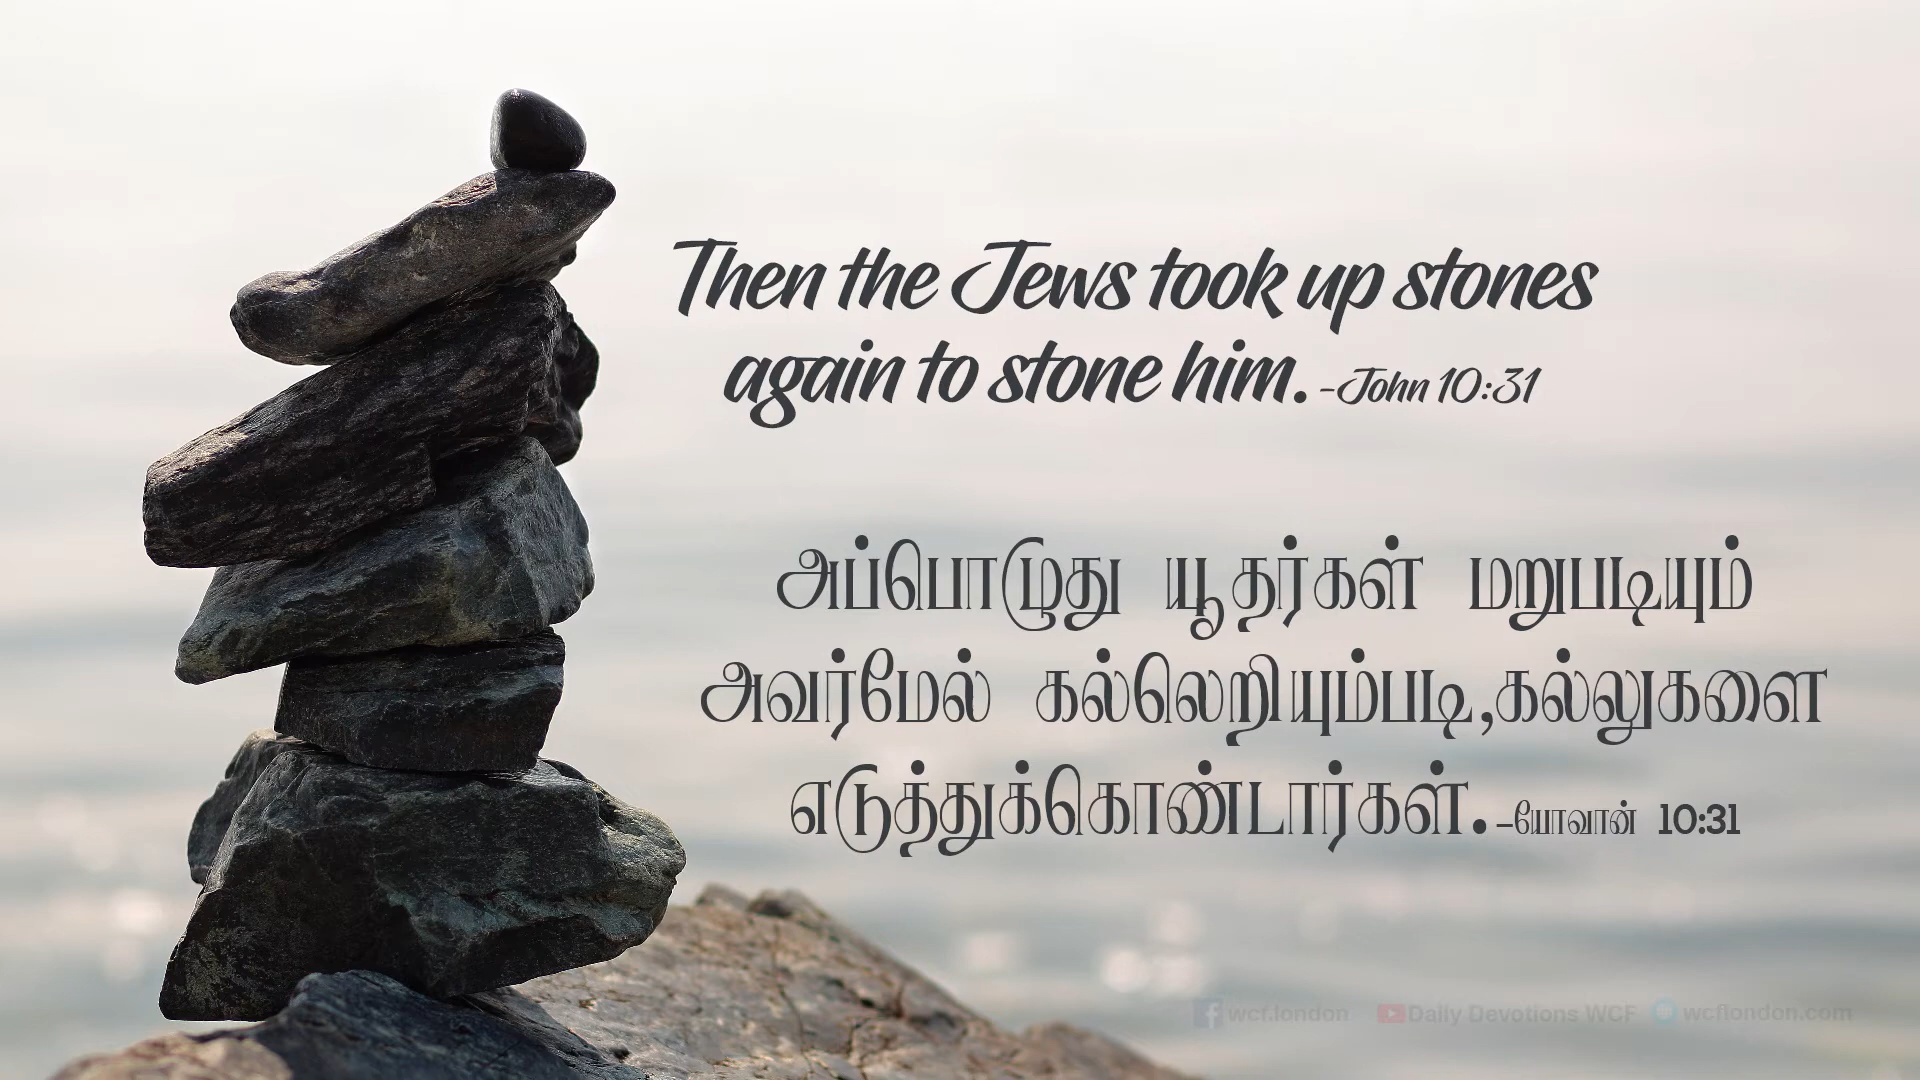 Then the Jews took up stones
again to stone him. -John 10:31
அப்பொழுது யூதர்கள் மறுபடியும்
அவர்மேல் கல்லெறியும்படி,கல்லுகளை
எடுத்துக்கொண்டார்கள்.-யோவான் 10:31
wcf.london Daily Devotions WCF wcflondon.com